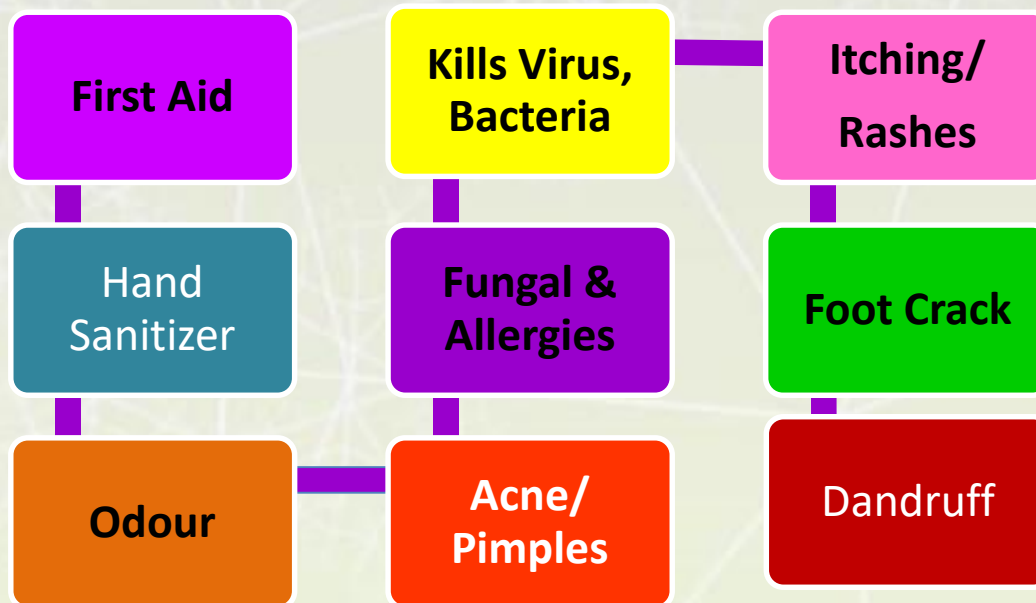 First Aid
Kills Virus,
Bacteria
Itching/
Rashes
Hand
Sanitizer
Fungal &
Allergies
Foot Crack
Odour
Acne/
Pimples
Dandruff